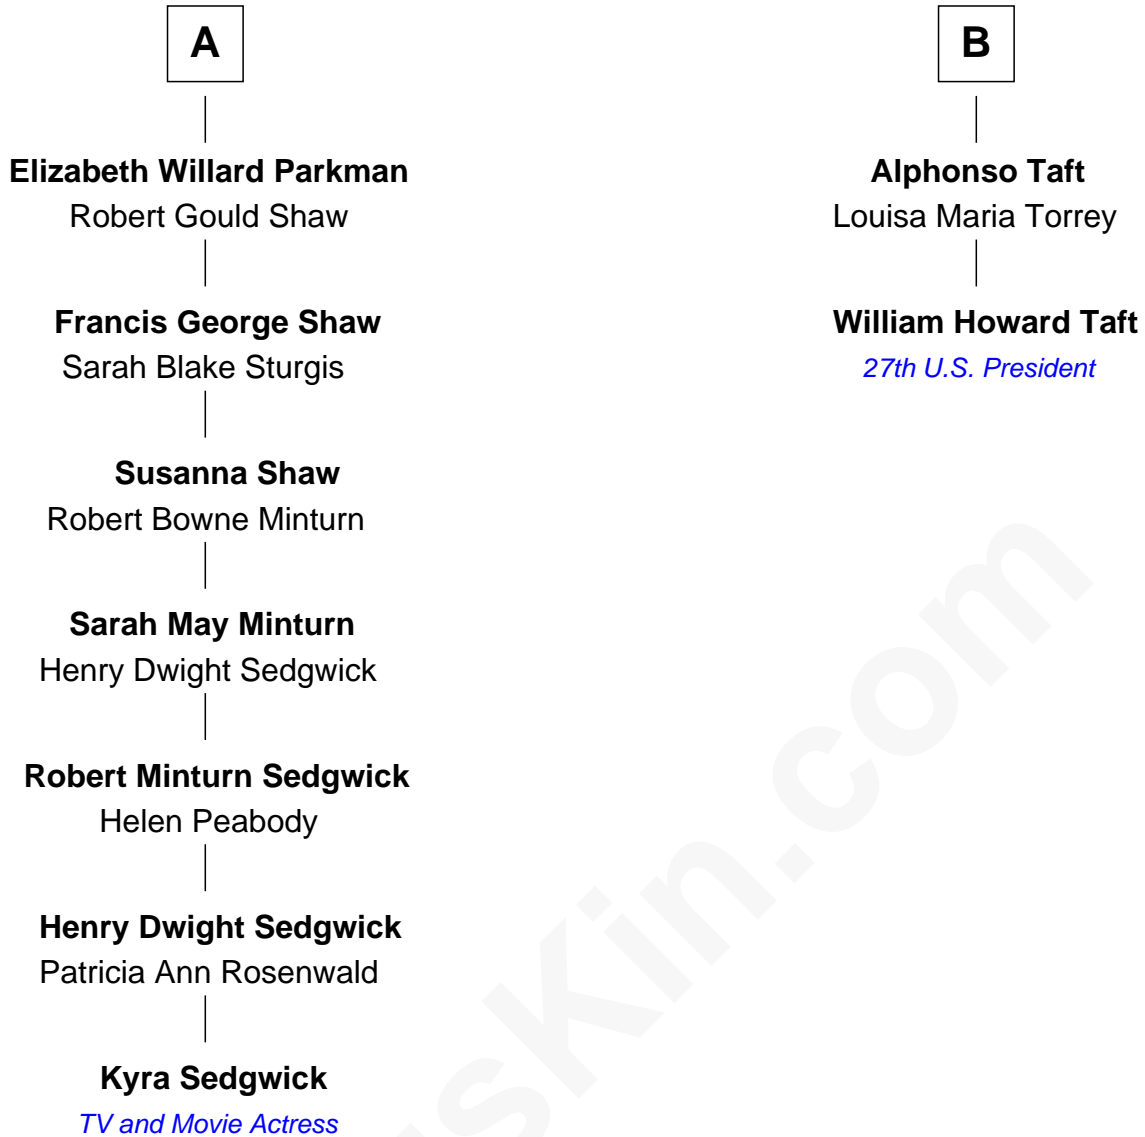 A
Elizabeth Willard Parkman
Robert Gould Shaw
Francis George Shaw
Sarah Blake Sturgis
Susanna Shaw
Robert Bowne Minturn
Sarah May Minturn
Henry Dwight Sedgwick
Robert Minturn Sedgwick
Helen Peabody
Henry Dwight Sedgwick
Patricia Ann Rosenwald
Kyra Sedgwick
TV and Movie Actress
B
Alphonso Taft
Louisa Maria Torrey
William Howard Taft
27th U.S. President
sKin.com